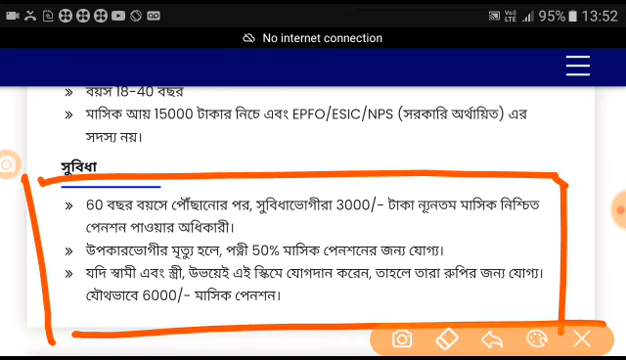 95% 13:52
No internet connection
বয়স 18-40 বছর
মাসিক আয় 15000 টাকার নিচে এবং EPFO/ESIC/NPS (সরকারি অর্থায়িত) এর
সদস্য নয়।
সুবিধা
60 বছর বয়সে পৌঁছানোর পর, সুবিধাভোগীরা 3000/- টাকা ন্যূনতম মাসিক নিশ্চিত
পেনশন পাওয়ার অধিকারী।
উপকারভোগীর মৃত্যু হলে, পত্নী 50% মাসিক পেনশনের জন্য যোগ্য।
যদি স্বামী এবং স্ত্রী, উভয়েই এই স্কিমে যোগদান করেন, তাহলে তারা রুপির জন্য যোগ্য।
যৌথভাবে 6000/- মাসিক পেনশন।